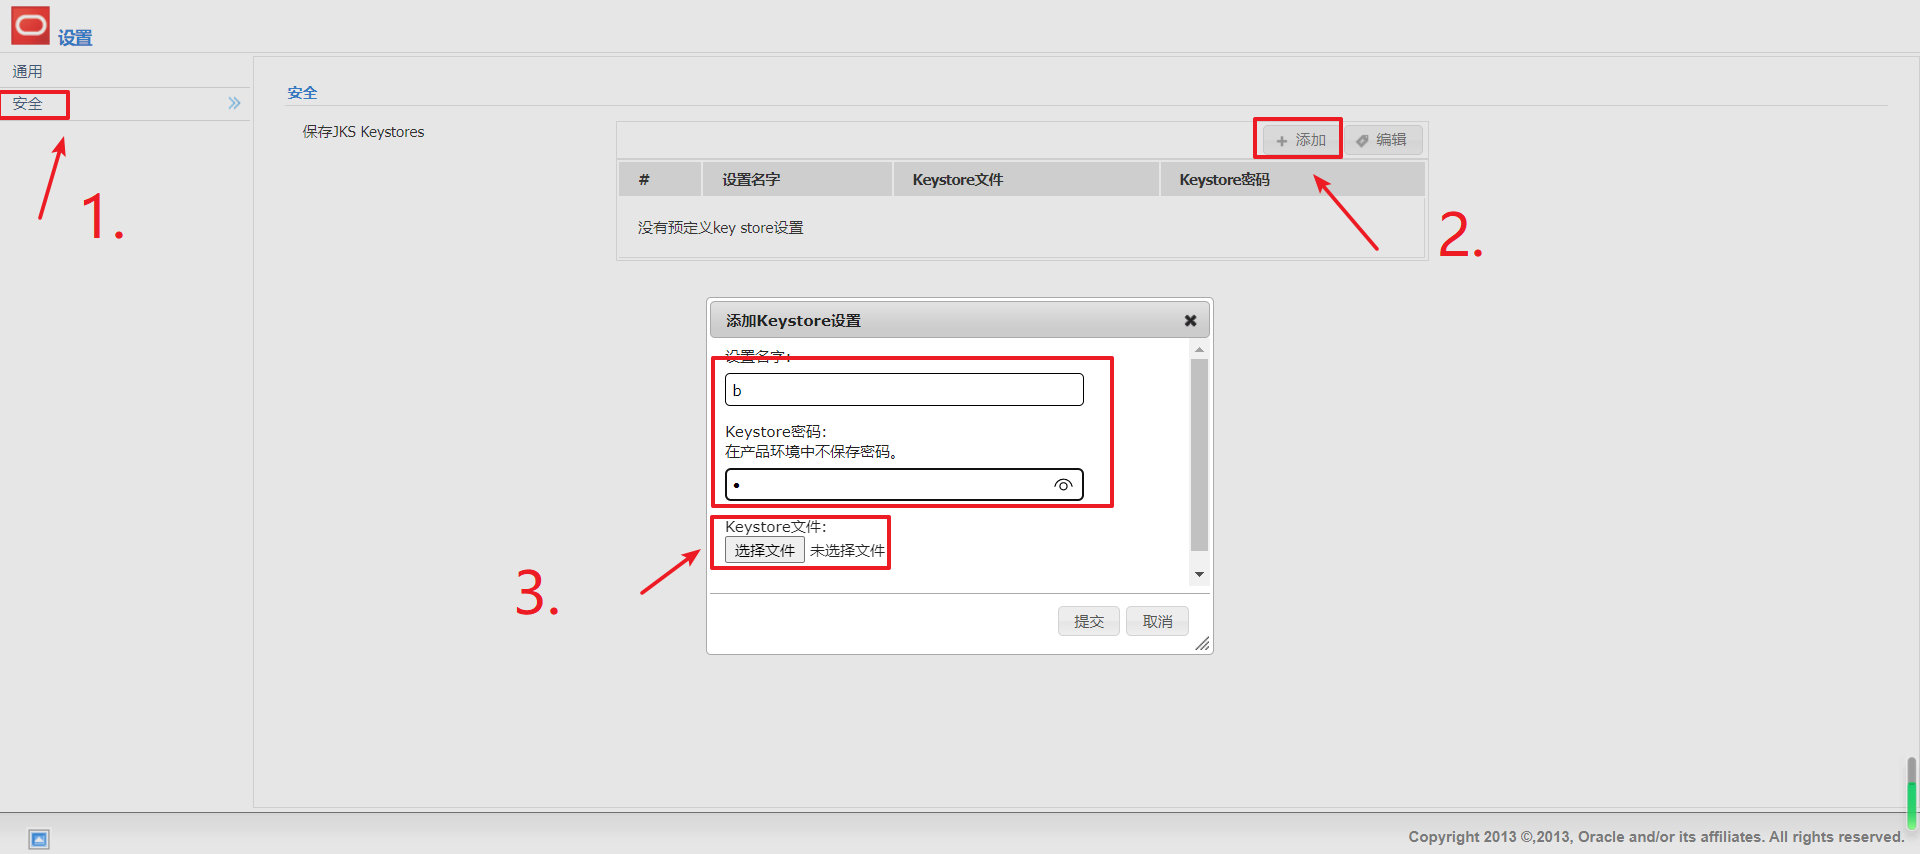 设置
通用
安全
1.
安全
保存JKS Keystores
添加
编辑
#
设置名字
Keystore文件
Keystore密码
没有预定义key store设置
2.
添加Keystore设置
设置名字:
b
Keystore密码:
在产品环境中不保存密码。
•
Keystore文件:
选择文件 未选择文件
3.
提交
取消
Copyright 2013 ©,2013, Oracle and/or its affiliates. All rights reserved.